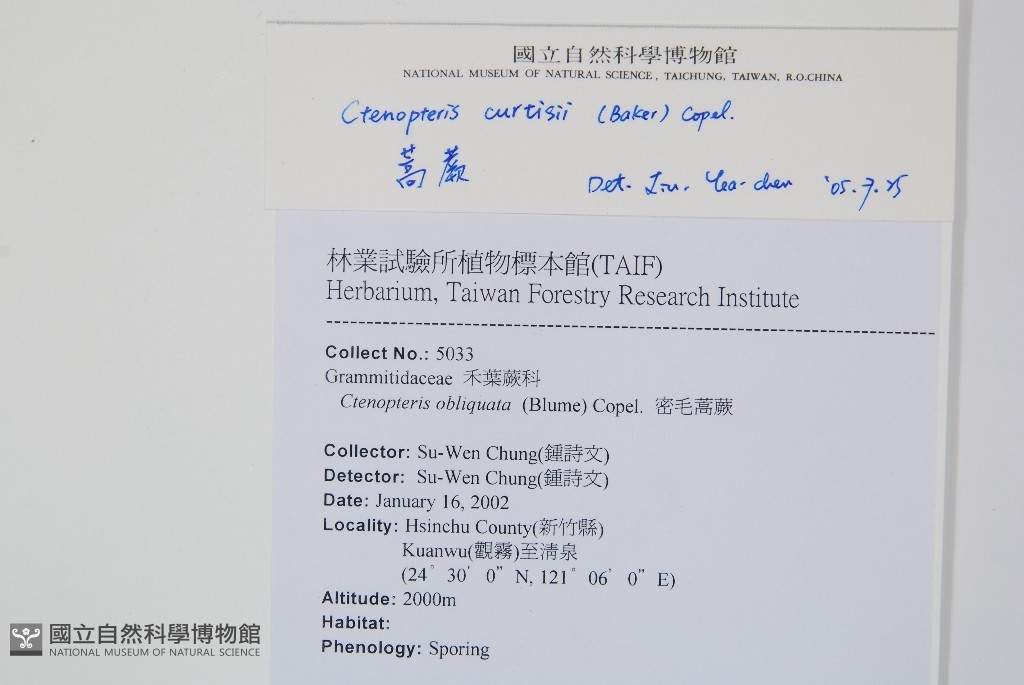 國立自然科學博物館
NATIONAL MUSEUM OF NATURAL SCIENCE, TAICHUNG, TAIWAN, R.O.CHINA
Ctenopteris curtisii (Baker) Copel.
蒿蕨
Det. Liu. Yea-chen '05.7.25
林業試驗所植物標本館(TAIF)
Herbarium, Taiwan Forestry Research Institute
Collect No.: 5033
Grammitidaceae 禾葉蕨科
Ctenopteris obliquata (Blume) Copel. 密毛蒿蕨
Collector: Su-Wen Chung(鍾詩文)
Detector: Su-Wen Chung(鍾詩文)
Date: January 16, 2002
Locality: Hsinchu County(新竹縣)
Kuanwu(觀霧)至清泉
(24° 30' 0" N, 121° 06' 0" E)
Altitude: 2000m
Habitat:
Phenology: Sporing
國立自然科學博物館
NATIONAL MUSEUM OF NATURAL SCIENCE